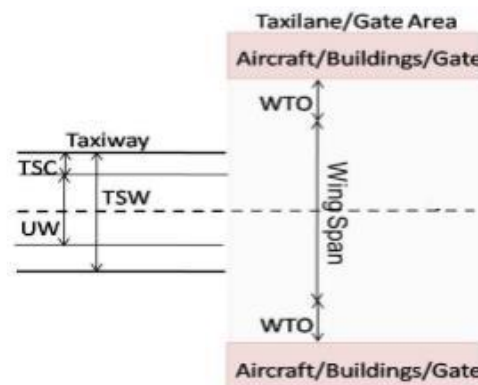 Taxilane/Gate Area
Aircraft/Buildings/Gate
WTO
Taxiway
TSC
TSW
UW
Wing Span
WTO
Aircraft/Buildings/Gate